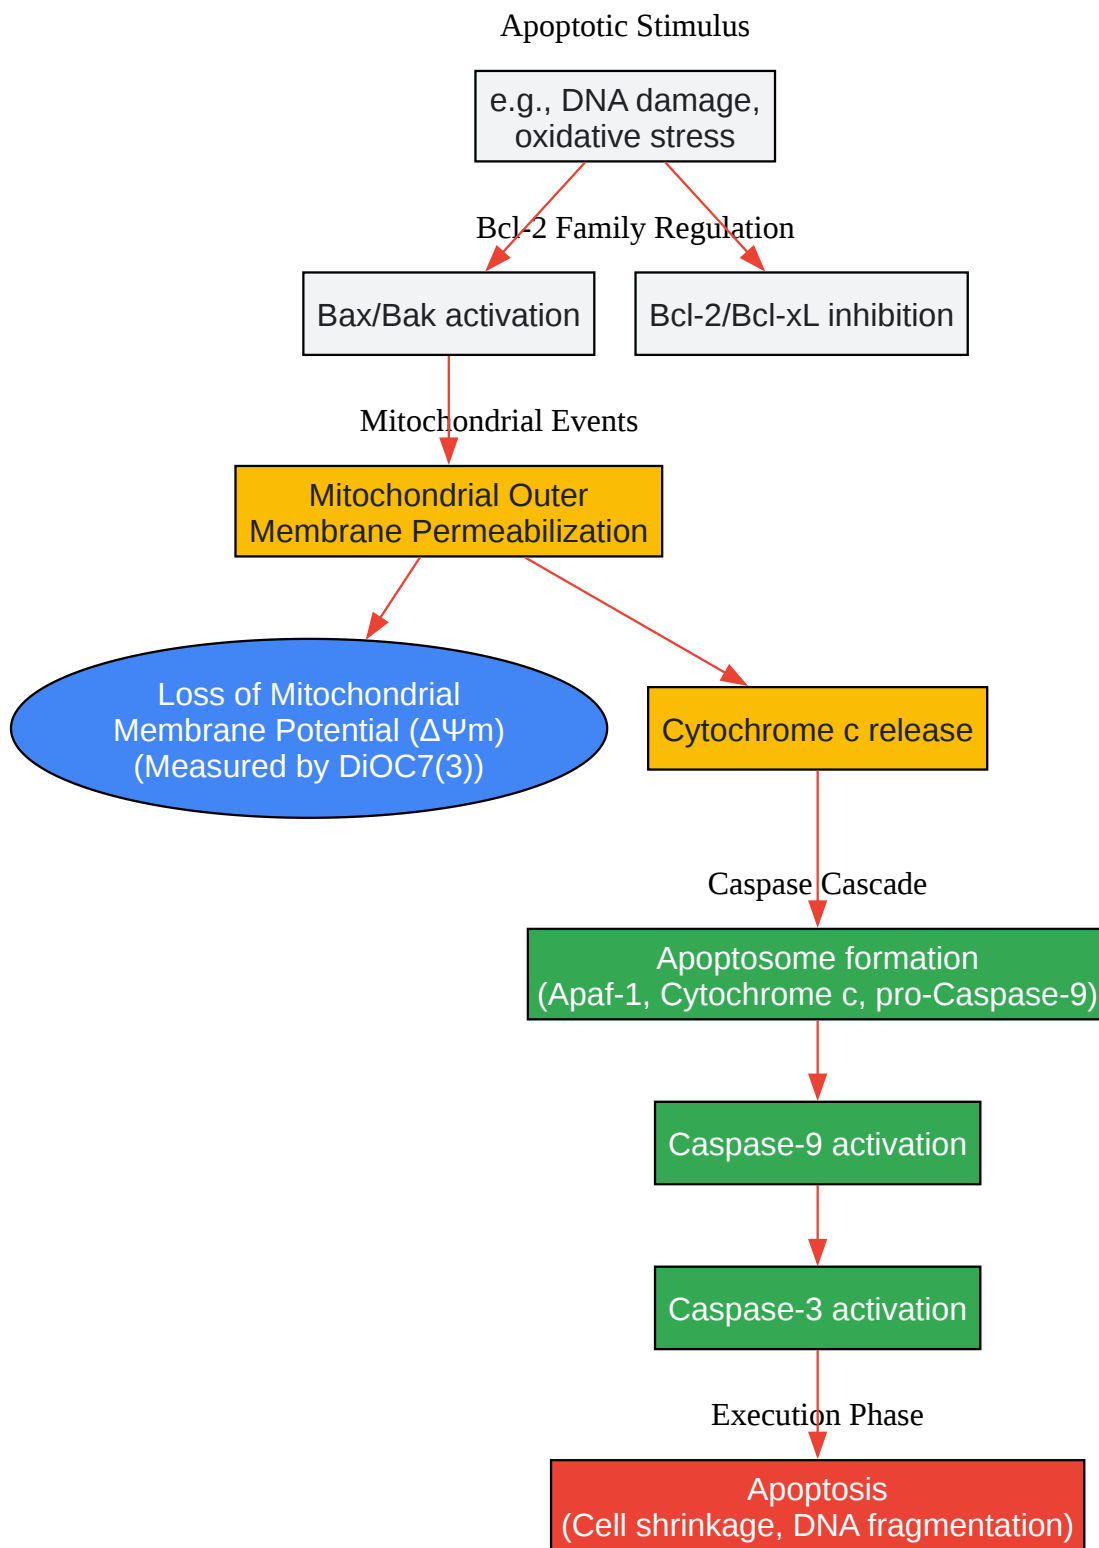 Apoptotic Stimulus
e.g., DNA damage,
oxidative stress
Bcl-2 Family Regulation
Bax/Bak activation
Bcl-2/Bcl-xL inhibition
Mitochondrial Events
Mitochondrial Outer
Membrane Permeabilization
Loss of Mitochondrial
Membrane Potential (ΔΨm)
(Measured by DiOC7(3))
Cytochrome c release
Caspase Cascade
Apoptosome formation
(Apaf-1, Cytochrome c, pro-Caspase-9)
Caspase-9 activation
Caspase-3 activation
Execution Phase
Apoptosis
(Cell shrinkage, DNA fragmentation)